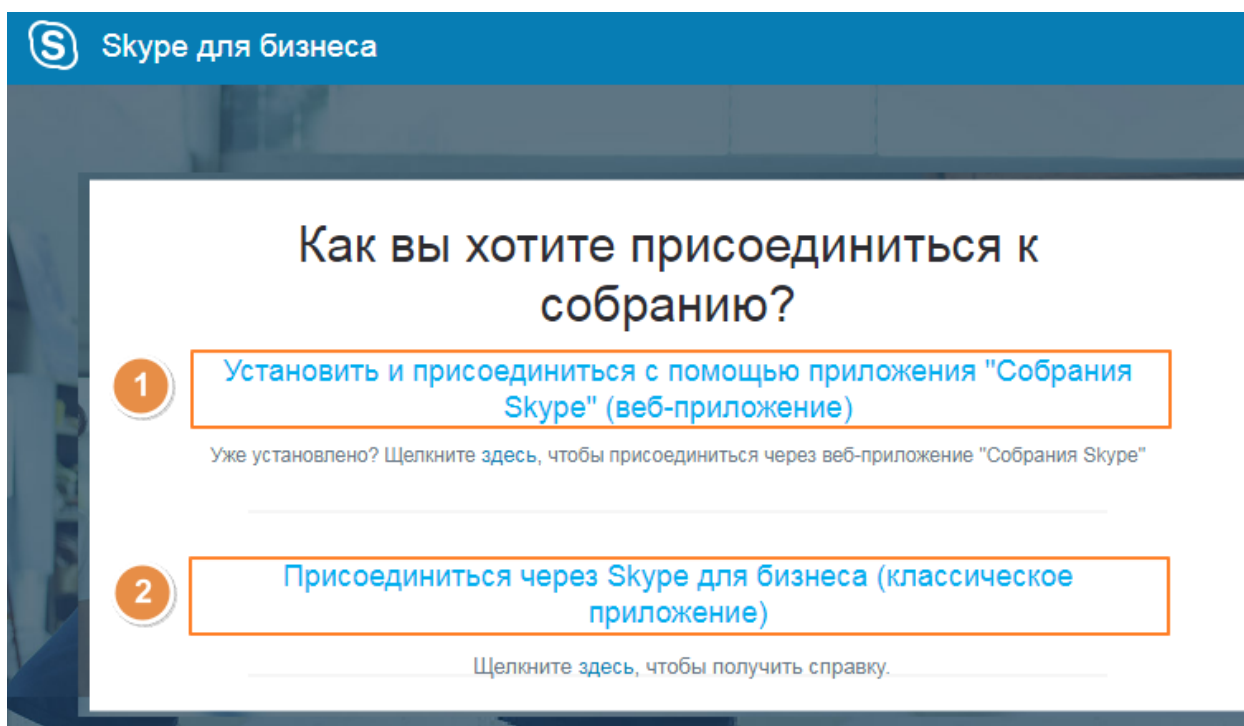 Skype для бизнеса
Как вы хотите присоединиться к
собранию?
1
Установить и присоединиться с помощью приложения "Собрания
Skype" (веб-приложение)
Уже установлено? Щелкните здесь, чтобы присоединиться через веб-приложение "Собрания Skype"
2
Присоединиться через Skype для бизнеса (классическое
приложение)
Щелкните здесь, чтобы получить справку.